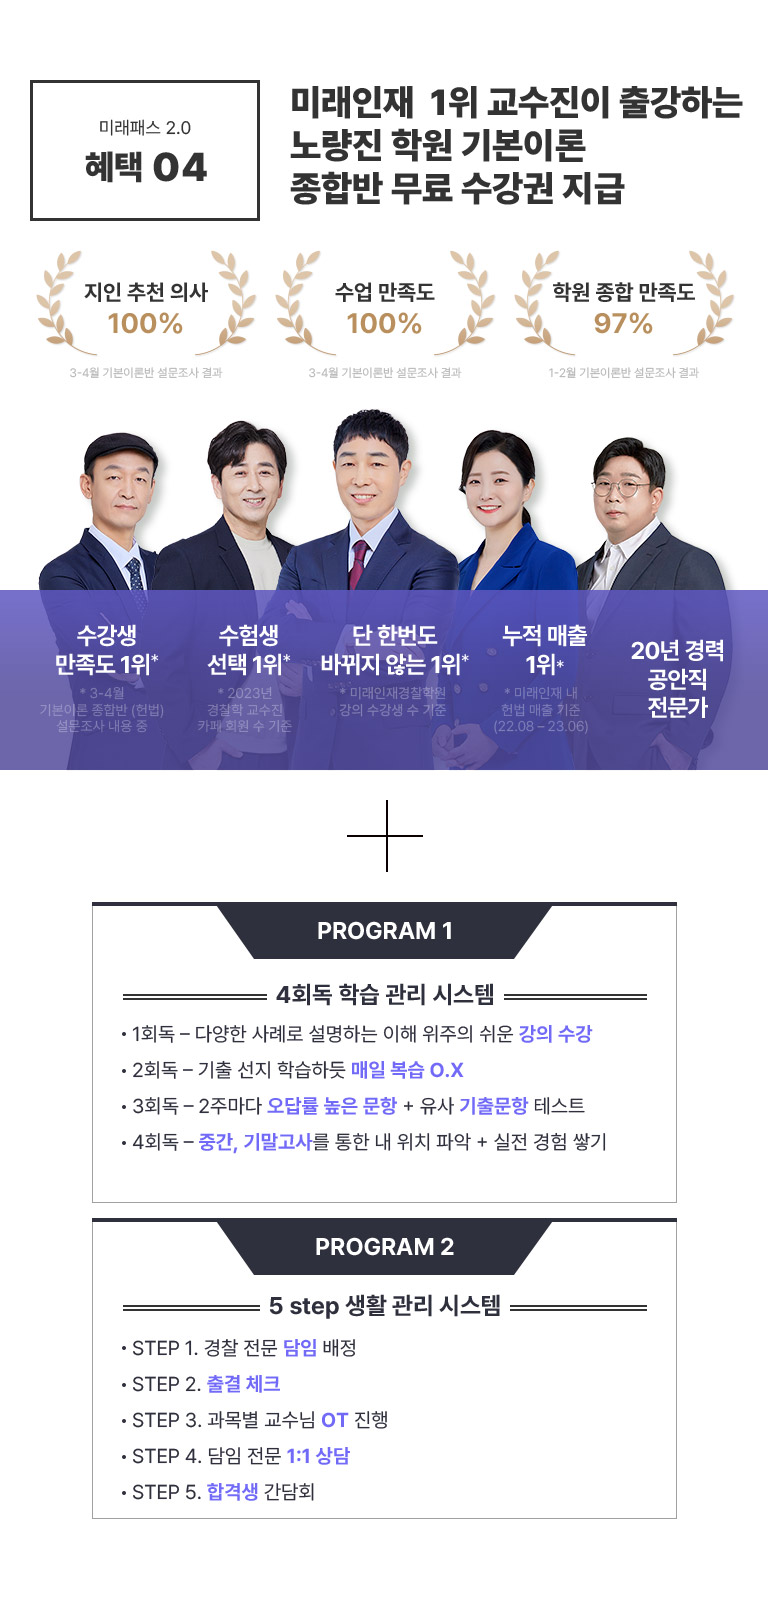 미래패스 2.0
혜택 04
미래인재 1위 교수진이 출강하는
노량진 학원 기본이론
종합반 무료 수강권 지급
지인 추천 의사
100%
3-4월 기본이론반 설문조사 결과
수업 만족도
100%
3-4월 기본이론반 설문조사 결과
학원 종합 만족도
97%
1-2월 기본이론반 설문조사 결과
수강생
만족도 1위*
* 3-4월
기본이론 종합반 (헌법)
설문조사 내용 중
수험생
선택 1위*
* 2023년
경찰학 교수진
카페 회원 수 기준
단 한번도
바뀌지 않는 1위*
* 미래인재경찰학원
강의 수강생 수 기준
누적 매출
1위*
* 미래인재 내
헌법 매출 기준
(22.08 – 23.06)
20년 경력
공안직
전문가
PROGRAM 1
4회독 학습 관리 시스템
• 1회독 – 다양한 사례로 설명하는 이해 위주의 쉬운 강의 수강
• 2회독 – 기출 선지 학습하듯 매일 복습 O.X
• 3회독 – 2주마다 오답률 높은 문항 + 유사 기출문항 테스트
• 4회독 – 중간, 기말고사를 통한 내 위치 파악 + 실전 경험 쌓기
PROGRAM 2
5 step 생활 관리 시스템
• STEP 1. 경찰 전문 담임 배정
• STEP 2. 출결 체크
• STEP 3. 과목별 교수님 OT 진행
• STEP 4. 담임 전문 1:1 상담
• STEP 5. 합격생 간담회